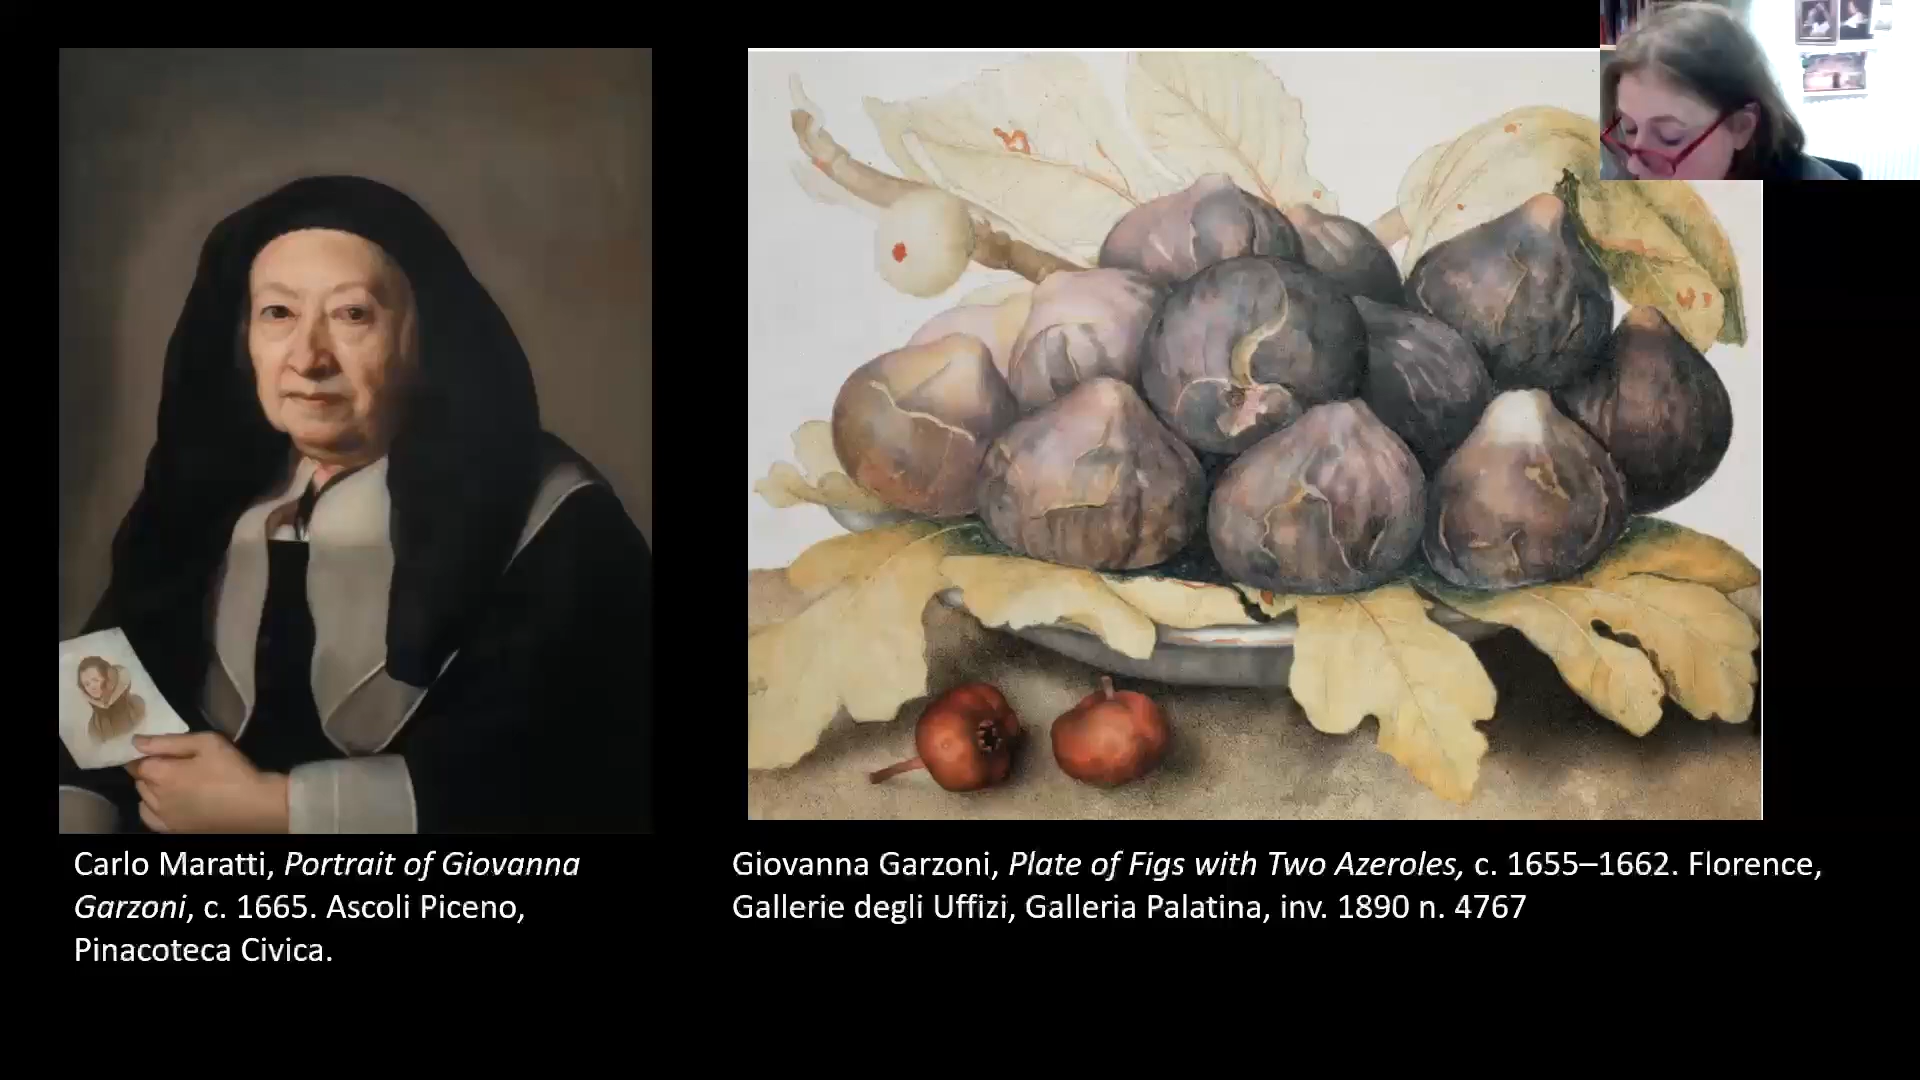 Carlo Maratti, Portrait of Giovanna
Garzoni, c. 1665. Ascoli Piceno,
Pinacoteca Civica.
Giovanna Garzoni, Plate of Figs with Two Azeroles, c. 1655–1662. Florence,
Gallerie degli Uffizi, Galleria Palatina, inv. 1890 n. 4767